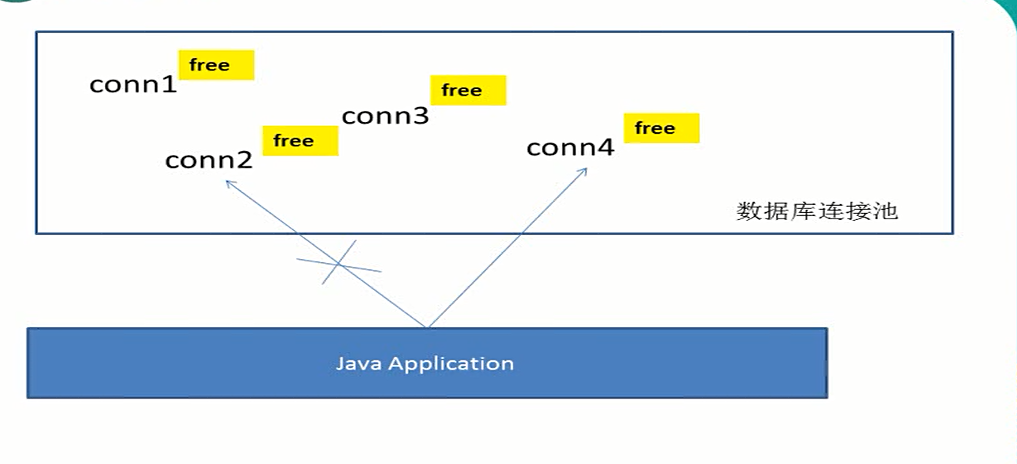 free
conn1
free
conn3
free
conn4
free
conn2
数据库连接池
Java Application